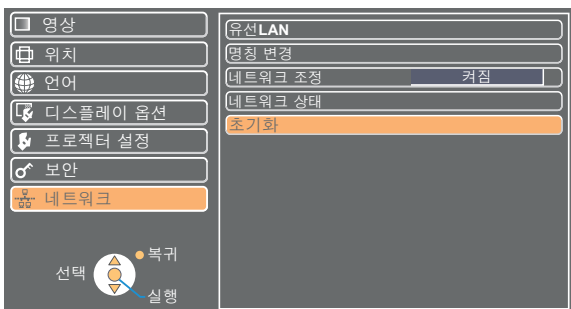 영상
위치
언어
디스플레이 옵션
프로젝터 설정
보안
네트워크
선택
복귀
실행
유선LAN
명칭 변경
네트워크 조정 켜짐
네트워크 상태
초기화